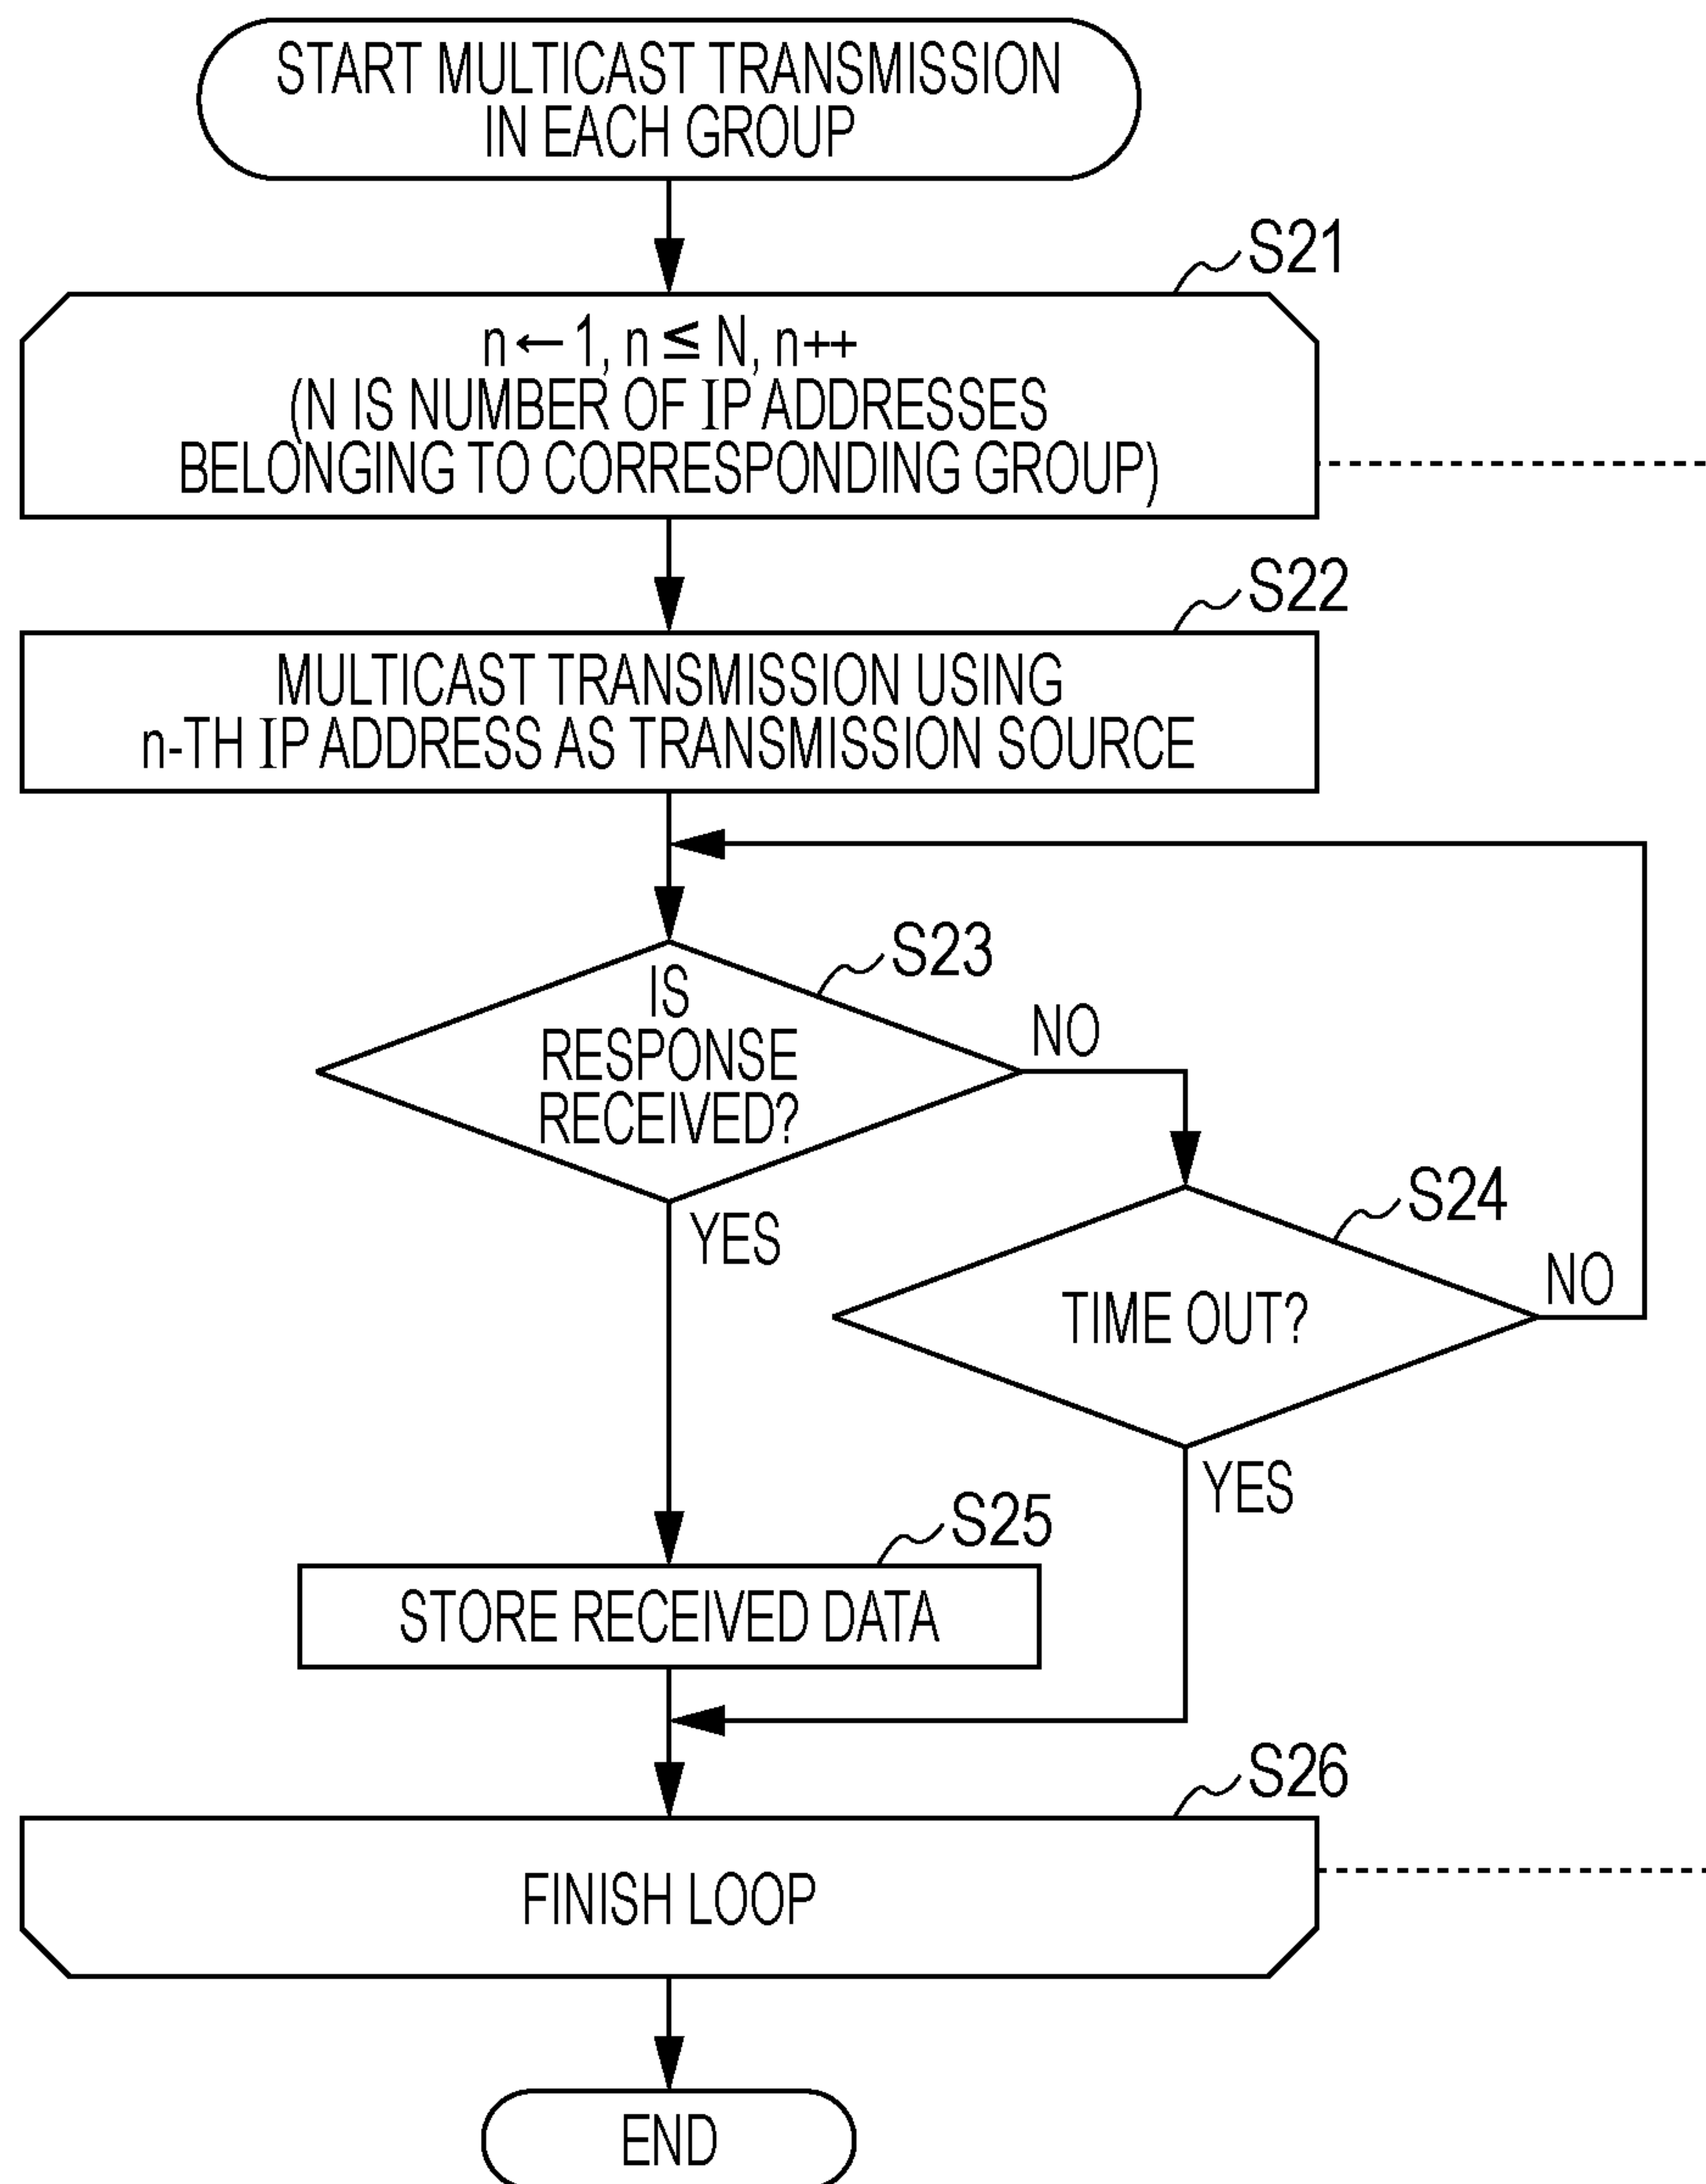 START MULTICAST TRANSMISSION
IN EACH GROUP
S21
n←1, n ≤ N, n++
(N IS NUMBER OF IP ADDRESSES
BELONGING TO CORRESPONDING GROUP)
S22
MULTICAST TRANSMISSION USING
n-TH IP ADDRESS AS TRANSMISSION SOURCE
S23
IS
RESPONSE
RECEIVED?
NO
YES
S24
TIME OUT?
NO
YES
S25
STORE RECEIVED DATA
S26
FINISH LOOP
END